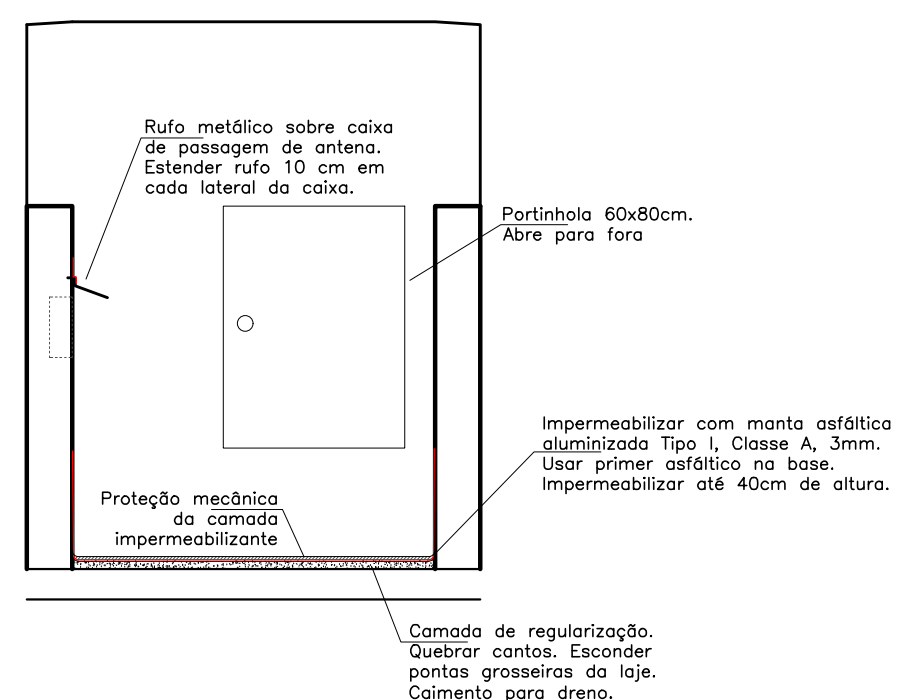 Rufo metálico sobre caixa
de passagem de antena.
Estender rufo 10 cm em
cada lateral da caixa.
Portinhola 60x80cm.
Abre para fora
Impermeabilizar com manta asfáltica
aluminizada Tipo I, Classe A, 3mm.
Usar primer asfáltico na base.
Impermeabilizar até 40cm de altura.
Proteção mecânica
da camada
impermeabilizante
Camada de regularização.
Quebrar cantos. Esconder
pontas grosseiras da laje.
Caimento para dreno.